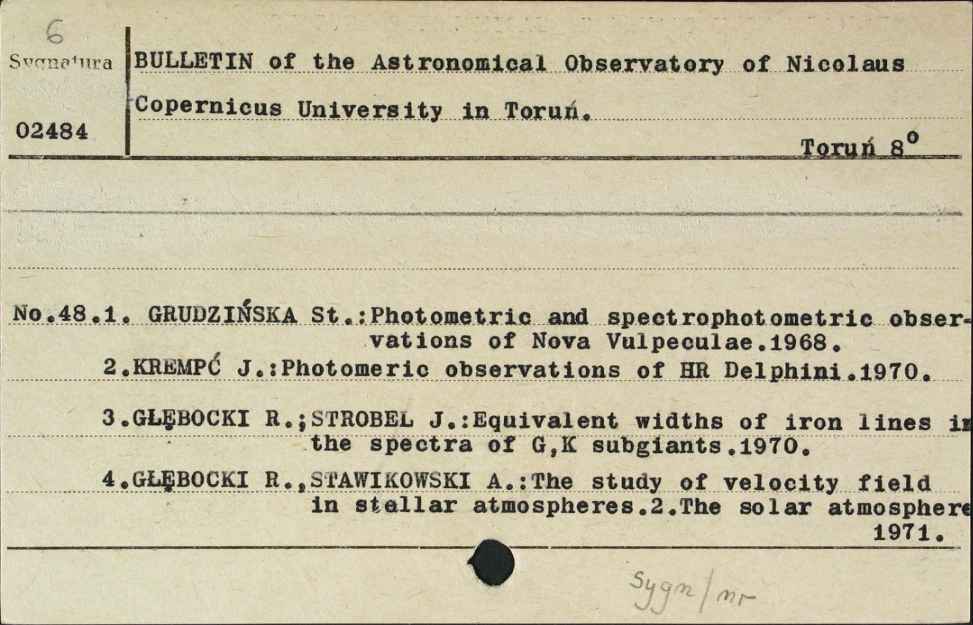 6
Sygnatura
BULLETIN of the Astronomical Observatory of Nicolaus
Copernicus University in Toruń.
02484
Toruń 8°
No.48.1. GRUDZIŃSKA St.:Photometric and spectrophotometric obser-
vations of Nova Vulpeculae.1968.
2.KREMPĆ J.:Photomeric observations of HR Delphini.1970.
3.GŁĘBOCKI R.;STROBEL J.:Equivalent widths of iron lines in
the spectra of G,K subgiants.1970.
4.GŁĘBOCKI R.,STAWIKOWSKI A.:The study of velocity field
in stellar atmospheres.2.The solar atmosphere
1971.
sygn/nr